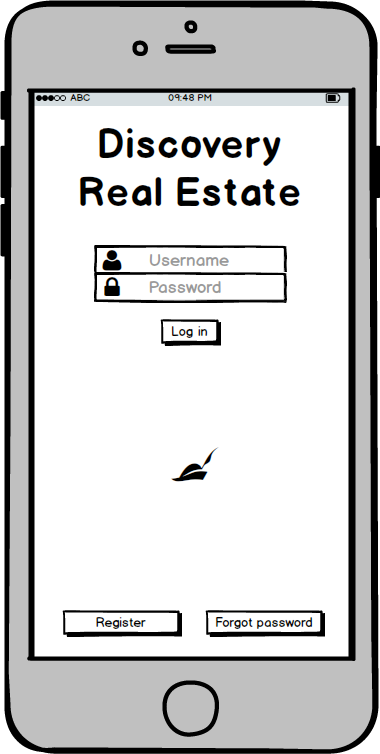 ABC 09:48 PM
Discovery
Real Estate
Username
Password
Log in
Register Forgot password